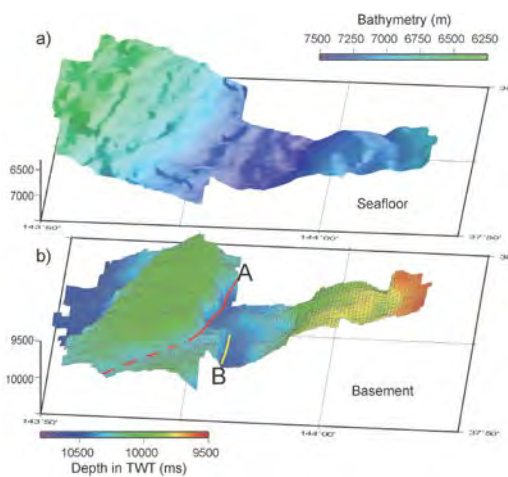 Bathymetry (m)
7500 7250 7000 6750 6500 6250
a)
6500
7000
Seafloor
143°50'
144°00'
37°50'
b)
A
B
9500
10000
Basement
143°50'
144°00'
37°50'
10500 10000 9500
Depth in TWT (ms)